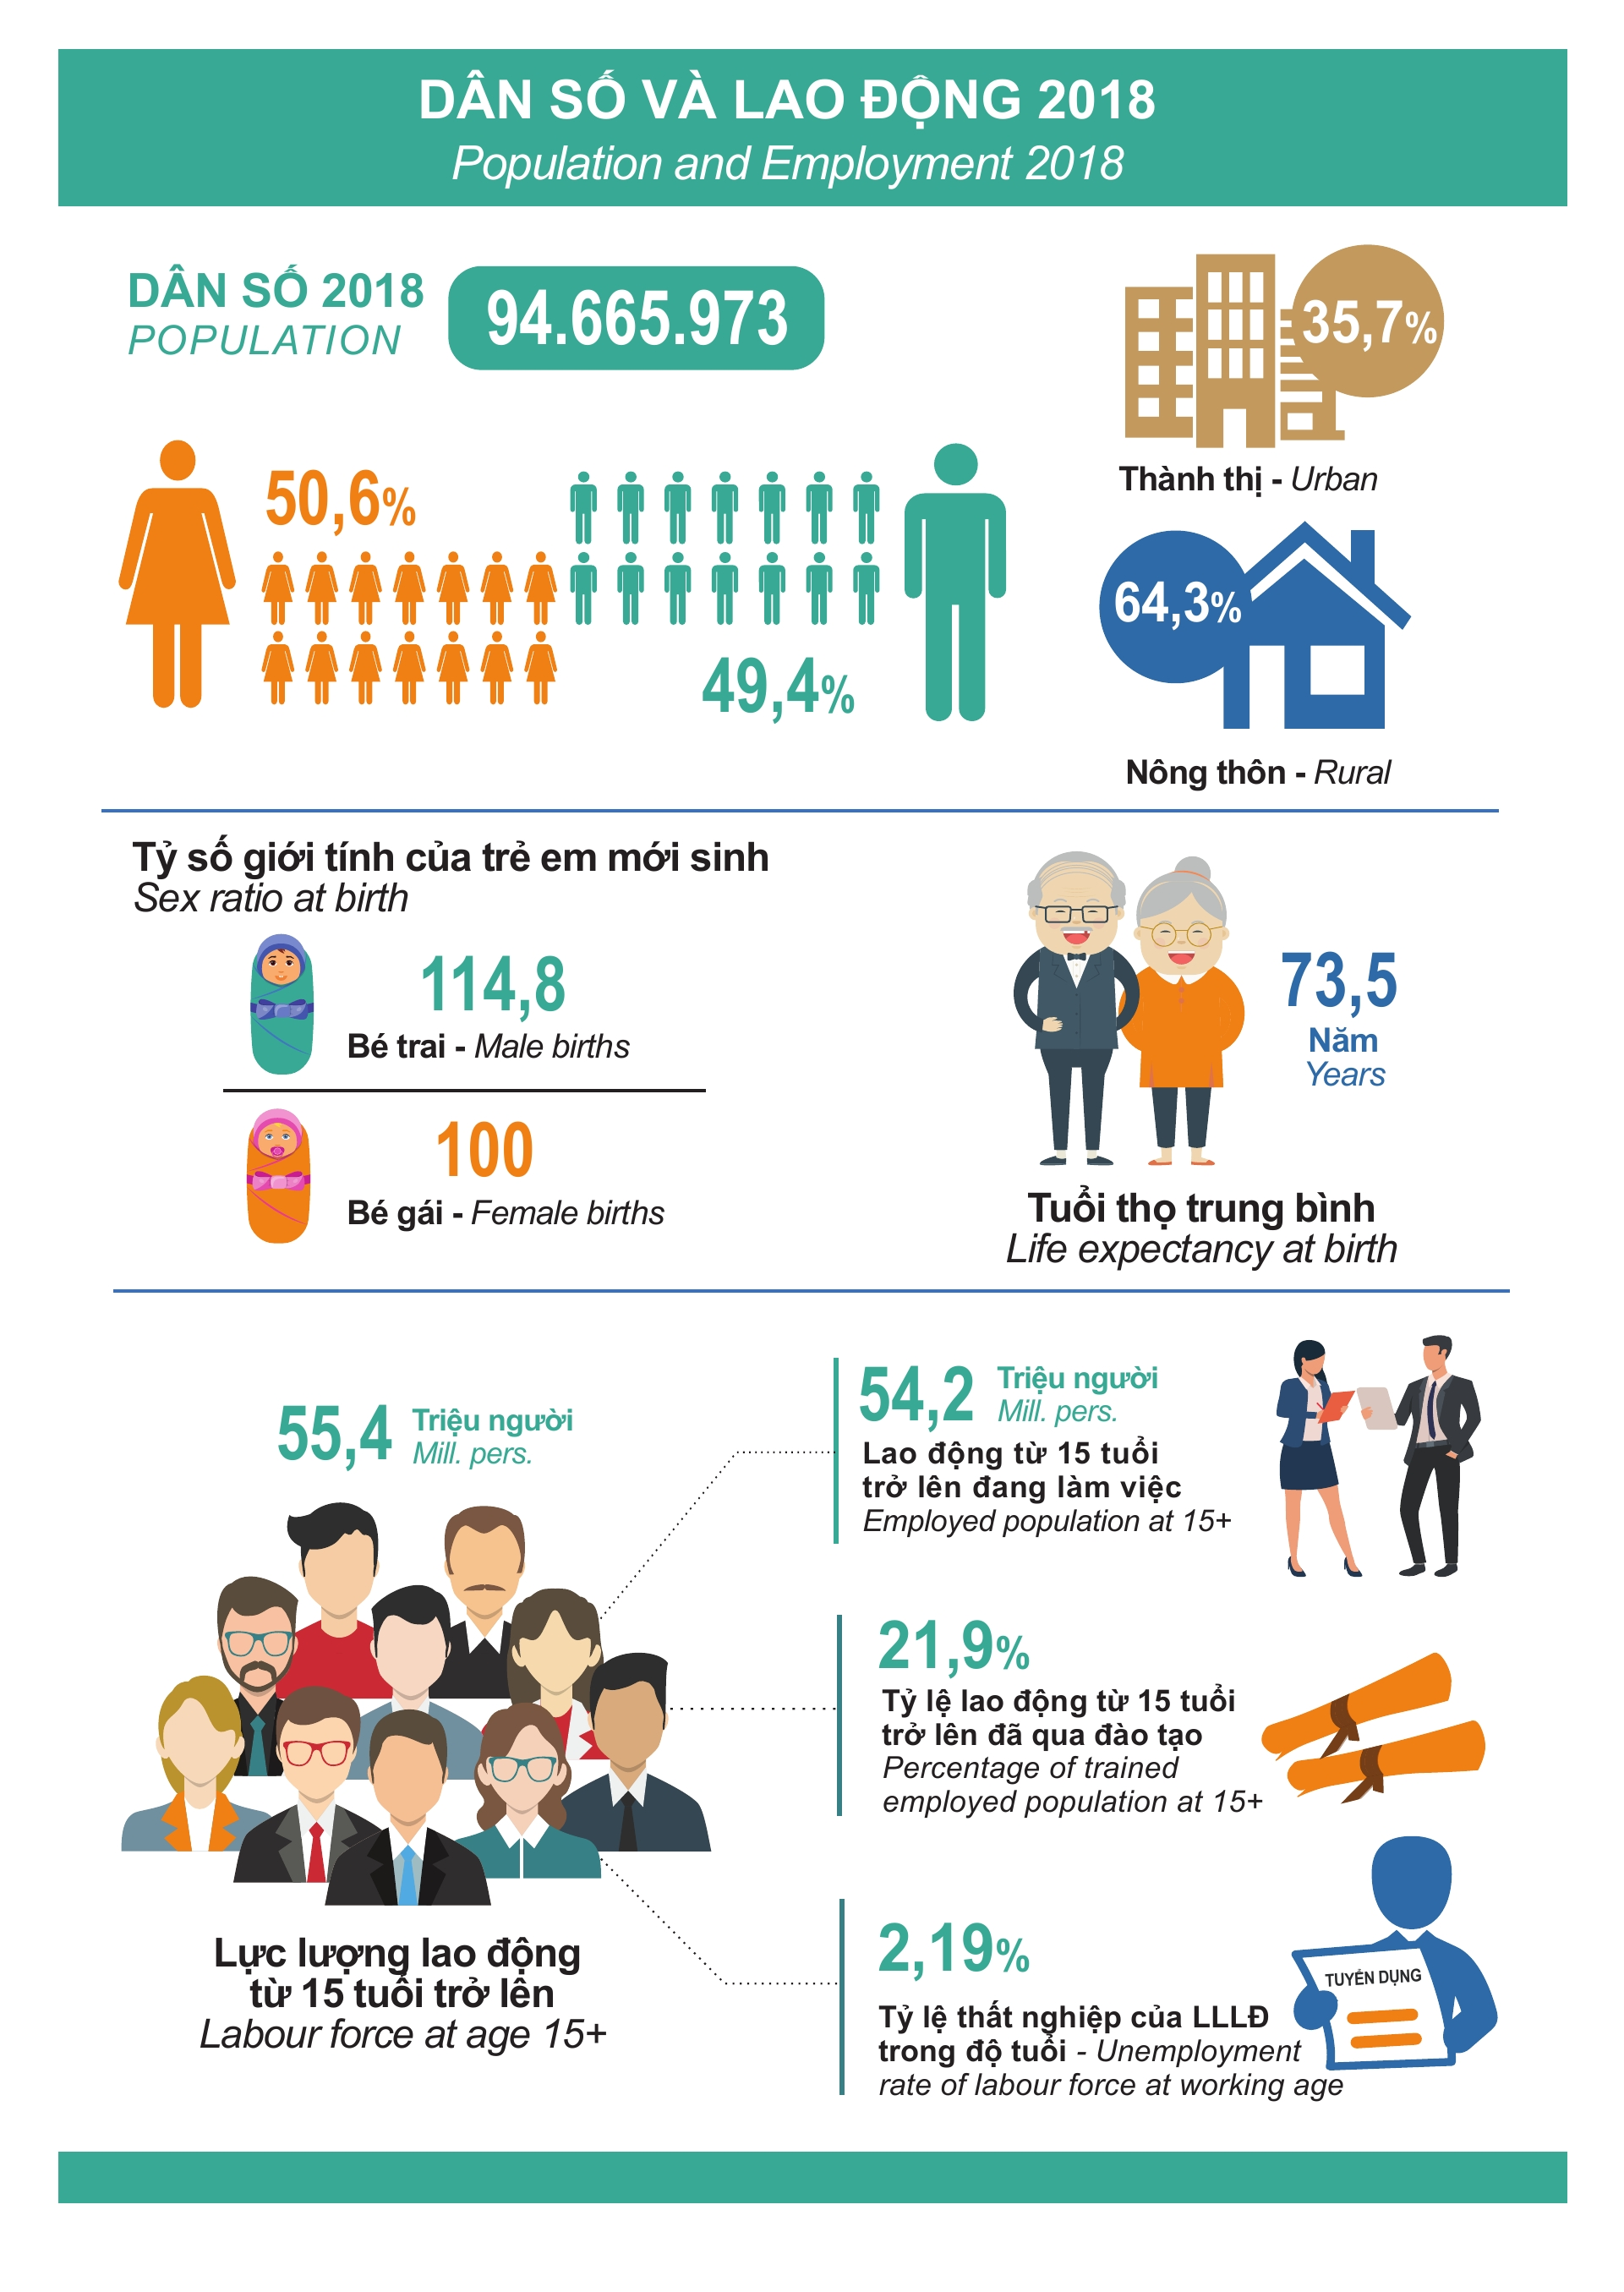 DÂN SỐ VÀ LAO ĐỘNG 2018
Population and Employment 2018
DÂN SỐ 2018
POPULATION
94.665.973
35,7%
Thành thị - Urban
50,6%
49,4%
64,3%
Nông thôn - Rural
Tỷ số giới tính của trẻ em mới sinh
Sex ratio at birth
114,8
Bé trai - Male births
100
Bé gái - Female births
73,5
Năm
Years
Tuổi thọ trung bình
Life expectancy at birth
55,4
Triệu người
Mill. pers.
Lực lượng lao động
từ 15 tuổi trở lên
Labour force at age 15+
54,2
Triệu người
Mill. pers.
Lao động từ 15 tuổi
trở lên đang làm việc
Employed population at 15+
21,9%
Tỷ lệ lao động từ 15 tuổi
trở lên đã qua đào tạo
Percentage of trained
employed population at 15+
2,19%
Tỷ lệ thất nghiệp của LLLĐ
trong độ tuổi - Unemployment
rate of labour force at working age
TUYỂN DỤNG